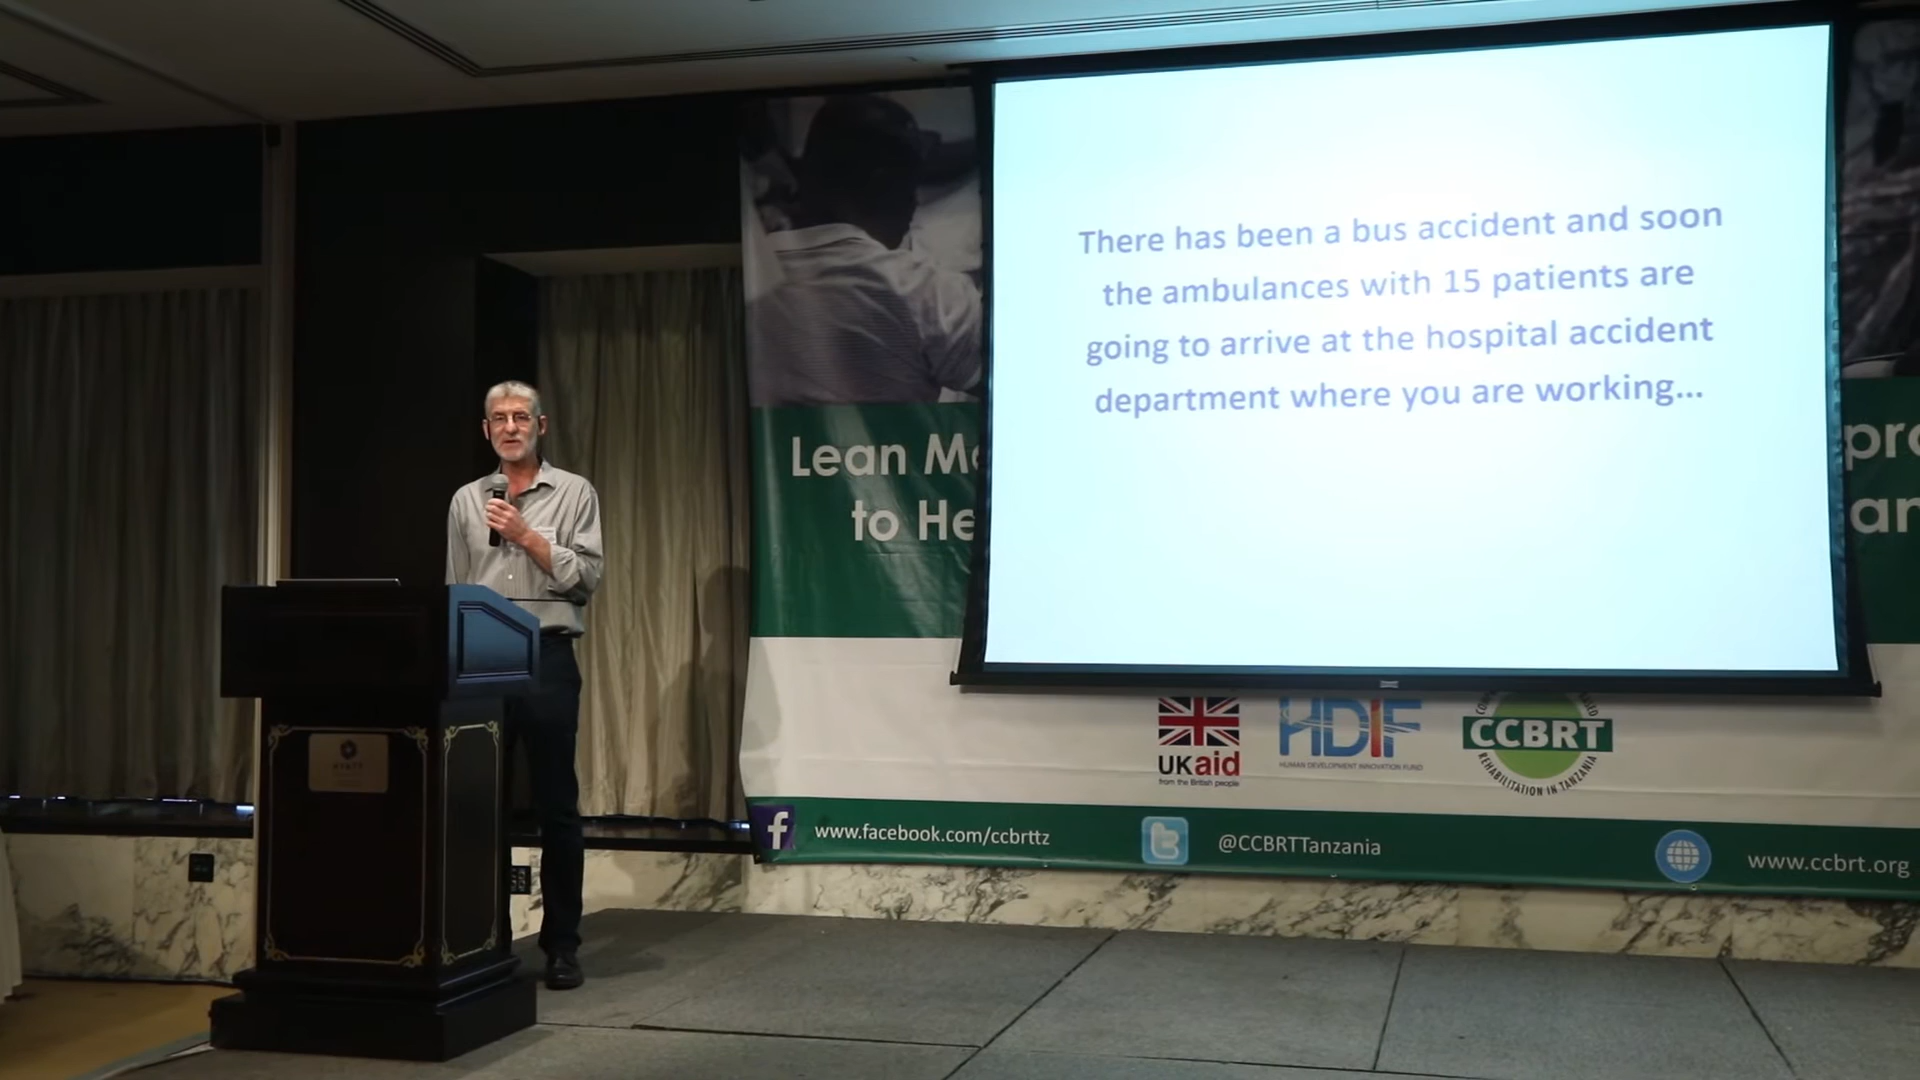 There has been a bus accident and soon
the ambulances with 15 patients are
going to arrive at the hospital accident
department where you are working...
Lean M
to He
pro
an
UKaid
from the British people
HDIF
HUMAN DEVELOPMENT INNOVATION FUND
CCBRT
REHABILITATION IN TANZANIA
f
www.facebook.com/ccbrttz
@CCBRTTanzania
www.ccbrt.org